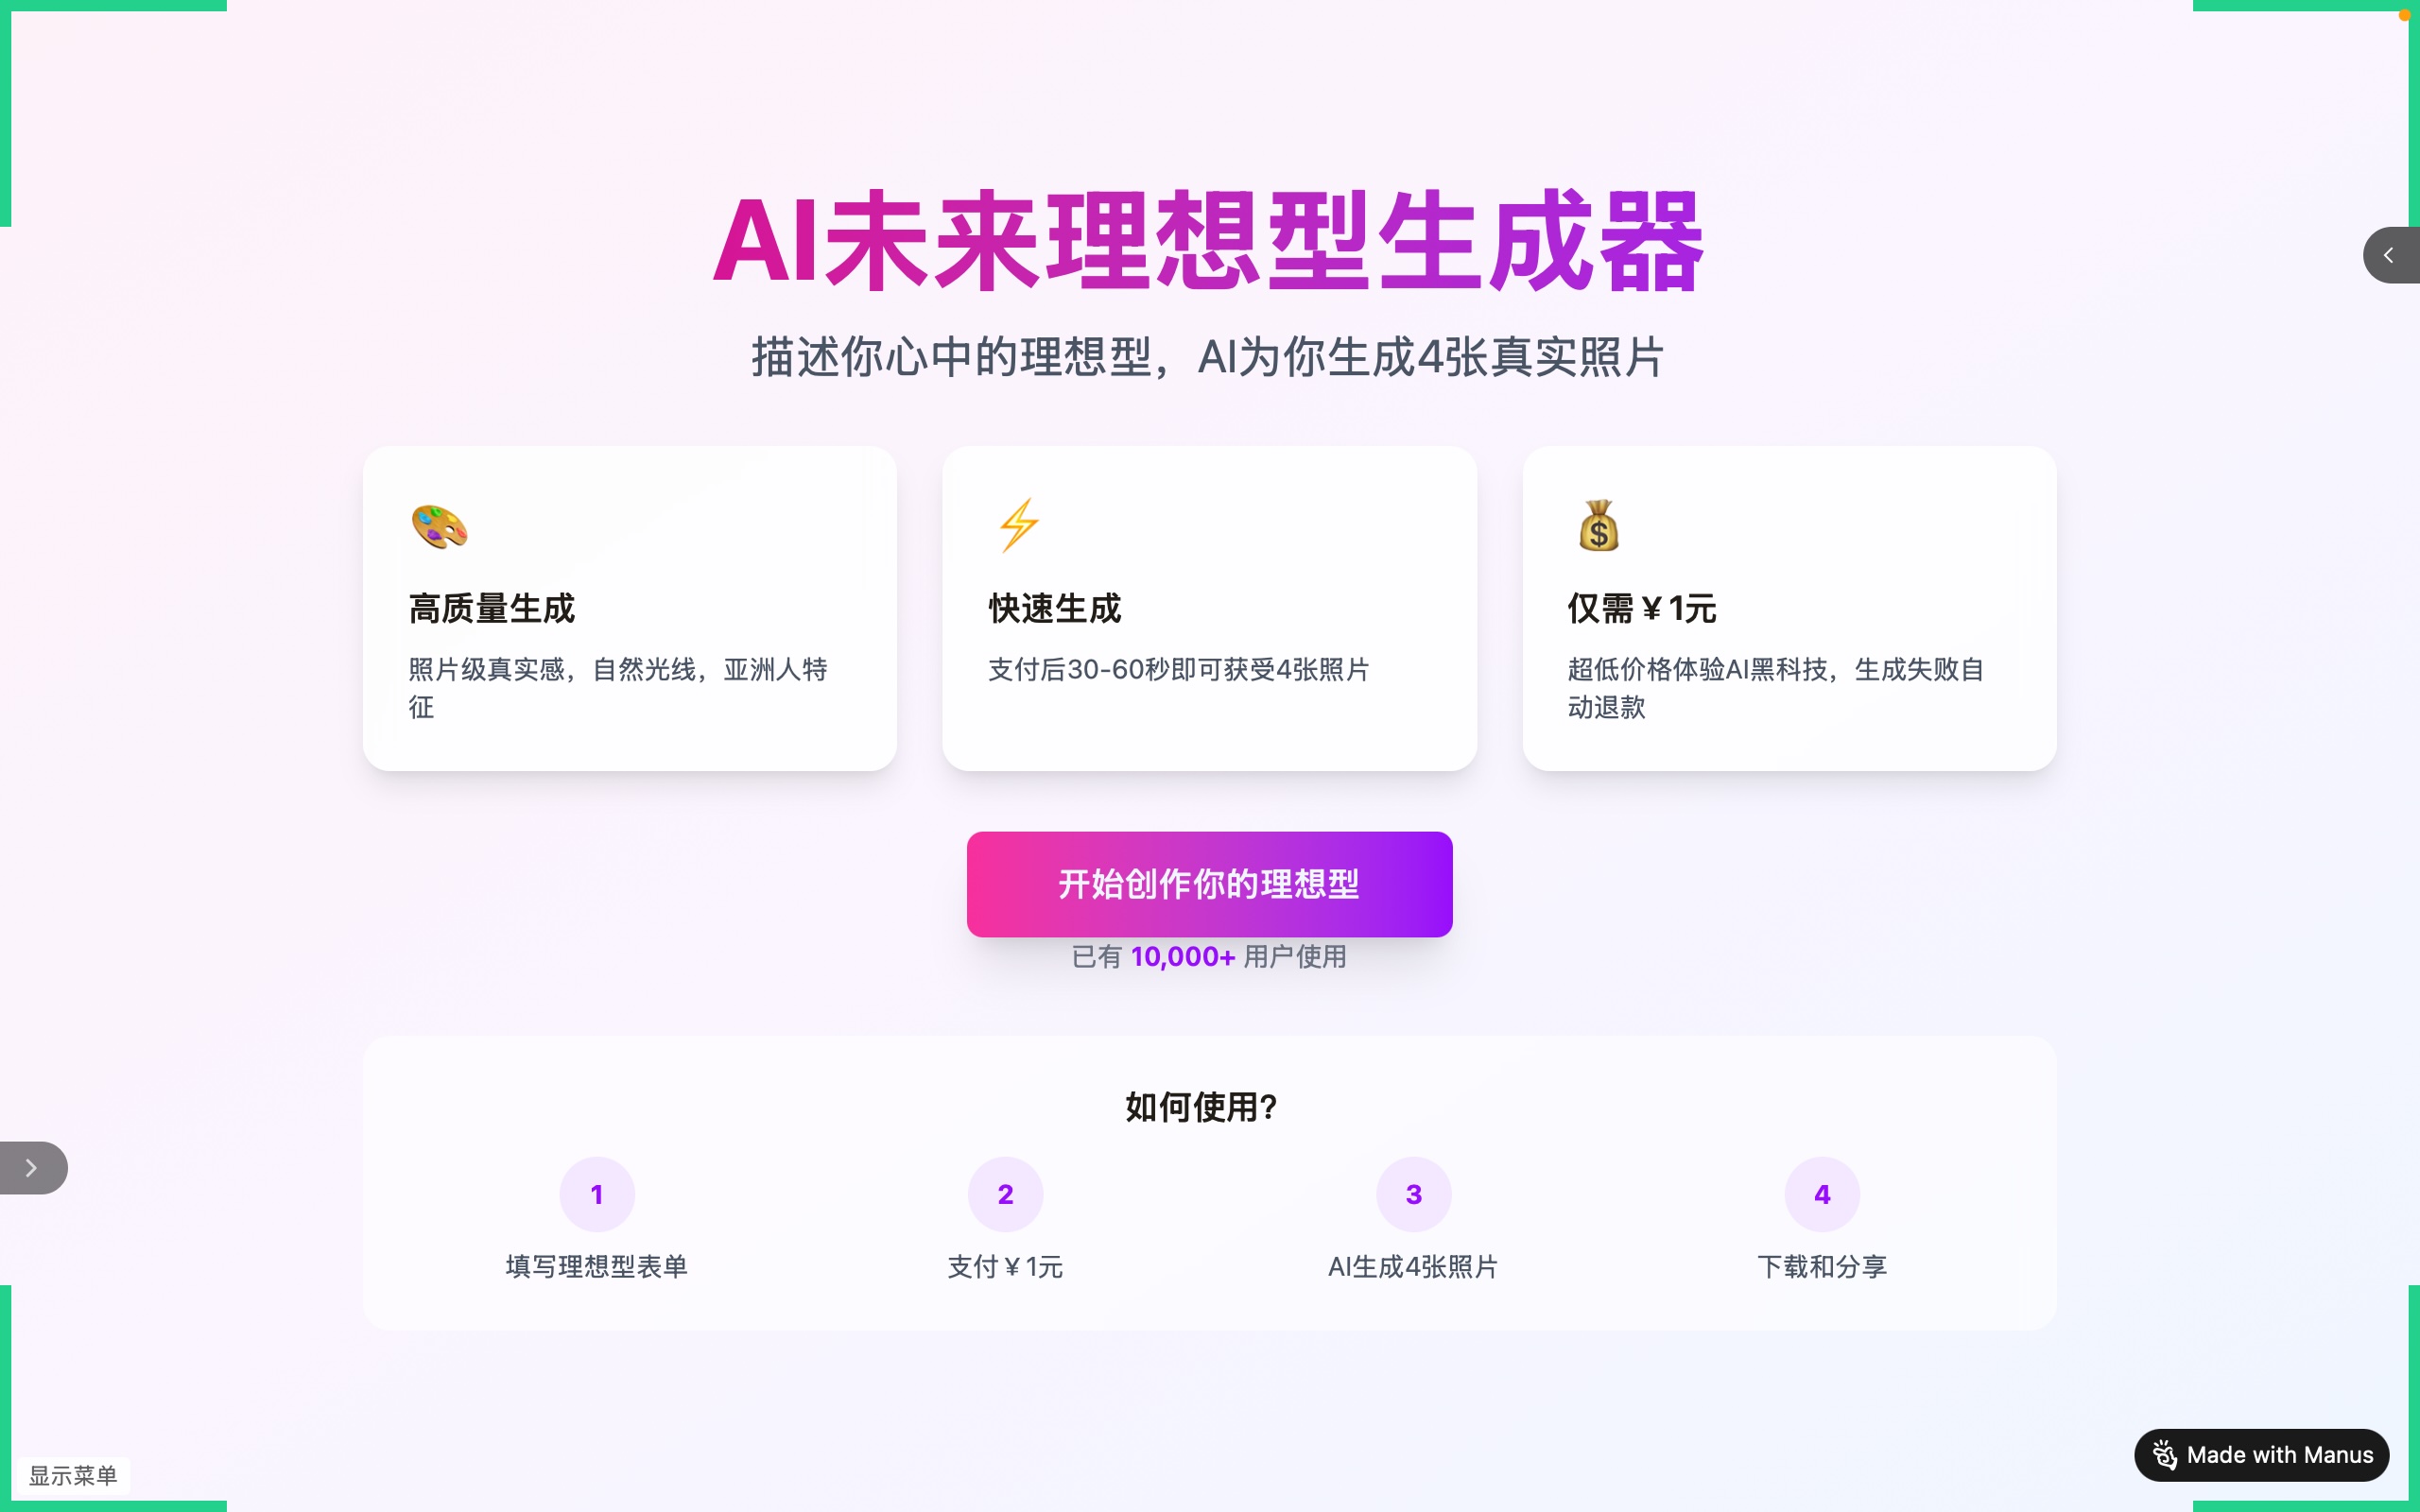 AI未来理想型生成器
描述你心中的理想型，AI为你生成4张真实照片
高质量生成
照片级真实感，自然光线，亚洲人特
征
快速生成
支付后30-60秒即可获受4张照片
仅需￥1元
超低价格体验AI黑科技，生成失败自
动退款
开始创作你的理想型
已有 10,000+ 用户使用
如何使用？
1
填写理想型表单
2
支付￥1元
3
AI生成4张照片
4
下载和分享
显示菜单
Made with Manus